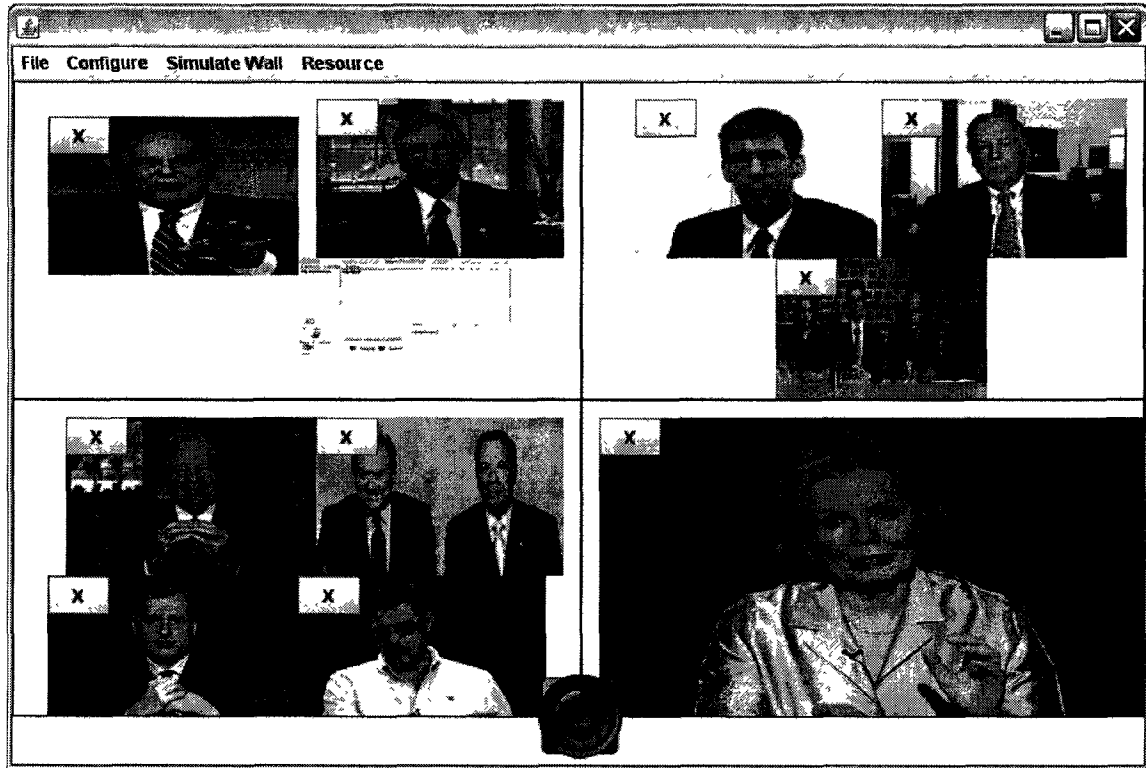 File Configure Simulate Wall Resource
X X X X
X
X X X
X X